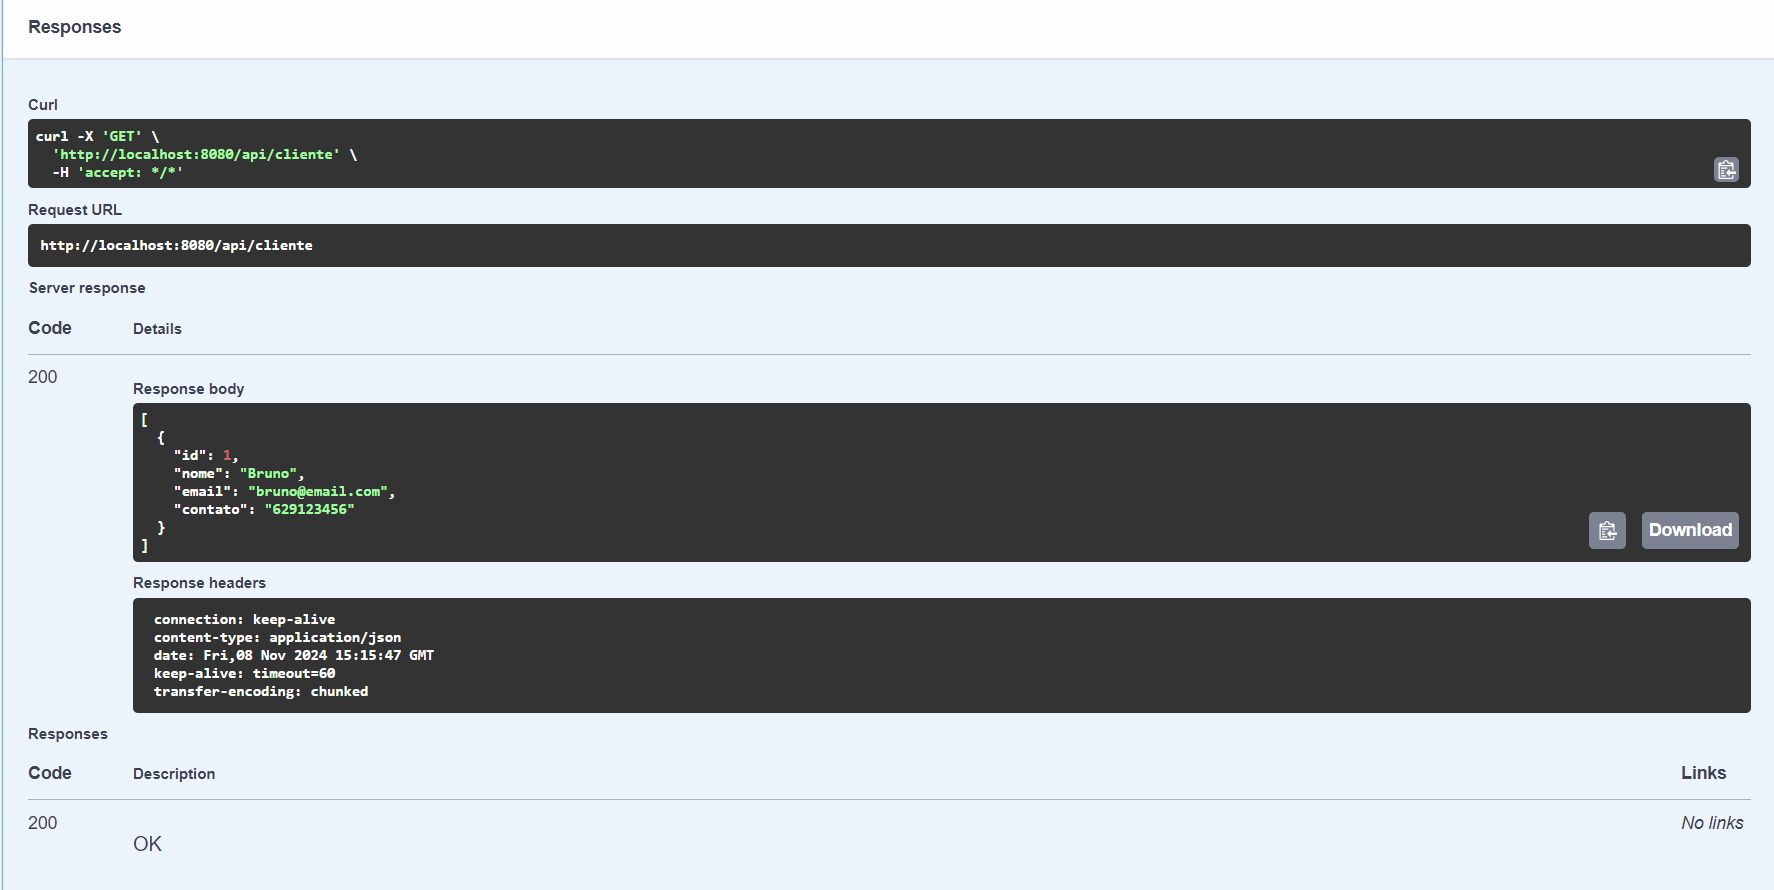 Responses
Curl
curl -X 'GET' \
  'http://localhost:8080/api/cliente' \
  -H 'accept: */*'
Request URL
http://localhost:8080/api/cliente
Server response
Code Details
200
Response body
[
  {
    "id": 1,
    "nome": "Bruno",
    "email": "bruno@email.com",
    "contato": "629123456"
  }
]
Download
Response headers
connection: keep-alive
content-type: application/json
date: Fri,08 Nov 2024 15:15:47 GMT
keep-alive: timeout=60
transfer-encoding: chunked
Responses
Code Description Links
200 No links
OK